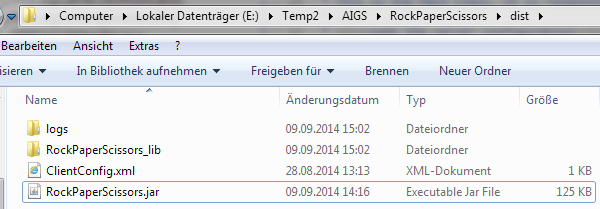 Computer ▸ Lokaler Datenträger (E:) ▸ Temp2 ▸ AIGS ▸ RockPaperScissors ▸ dist ▸
Bearbeiten Ansicht Extras ?
isieren ▾ In Bibliothek aufnehmen ▾ Freigeben für ▾ Brennen Neuer Ordner
Name Änderungsdatum Typ Größe
logs 09.09.2014 15:02 Dateiordner
RockPaperScissors_lib 09.09.2014 15:02 Dateiordner
ClientConfig.xml 28.08.2014 13:13 XML-Dokument 1 KB
RockPaperScissors.jar 09.09.2014 14:16 Executable Jar File 125 KB